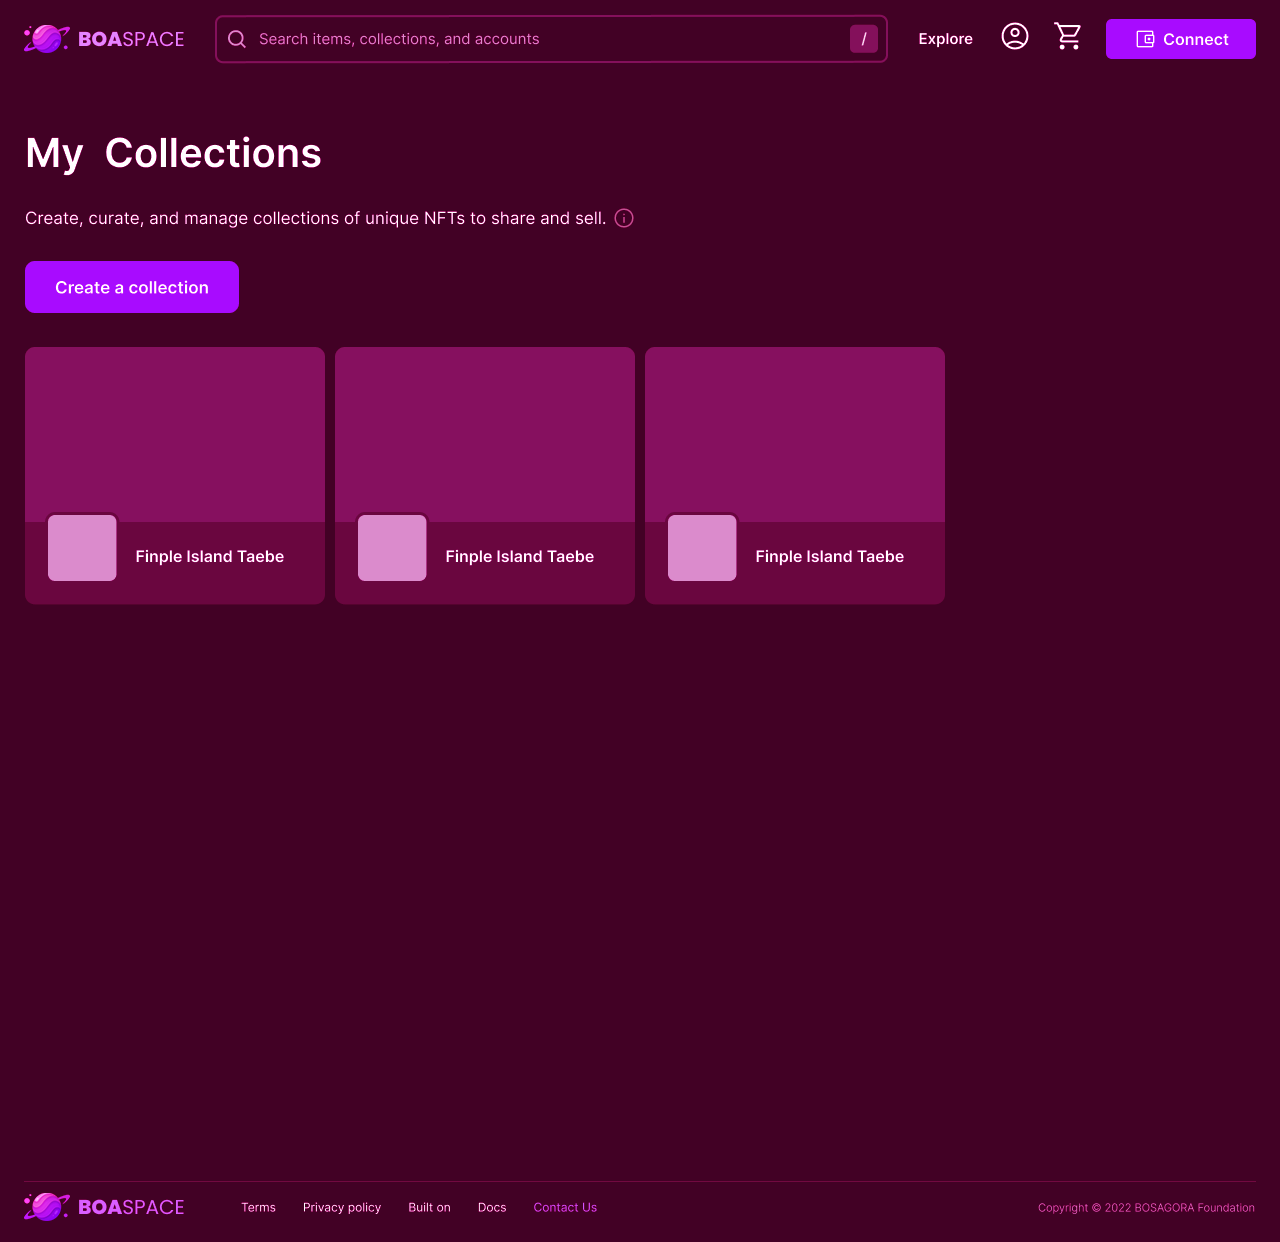 BOASPACE
Search items, collections, and accounts
/
Explore
Connect
My Collections
Create, curate, and manage collections of unique NFTs to share and sell.
Create a collection
Finple Island Taebe
Finple Island Taebe
Finple Island Taebe
BOASPACE
Terms
Privacy policy
Built on
Docs
Contact Us
Copyright © 2022 BOSAGORA Foundation